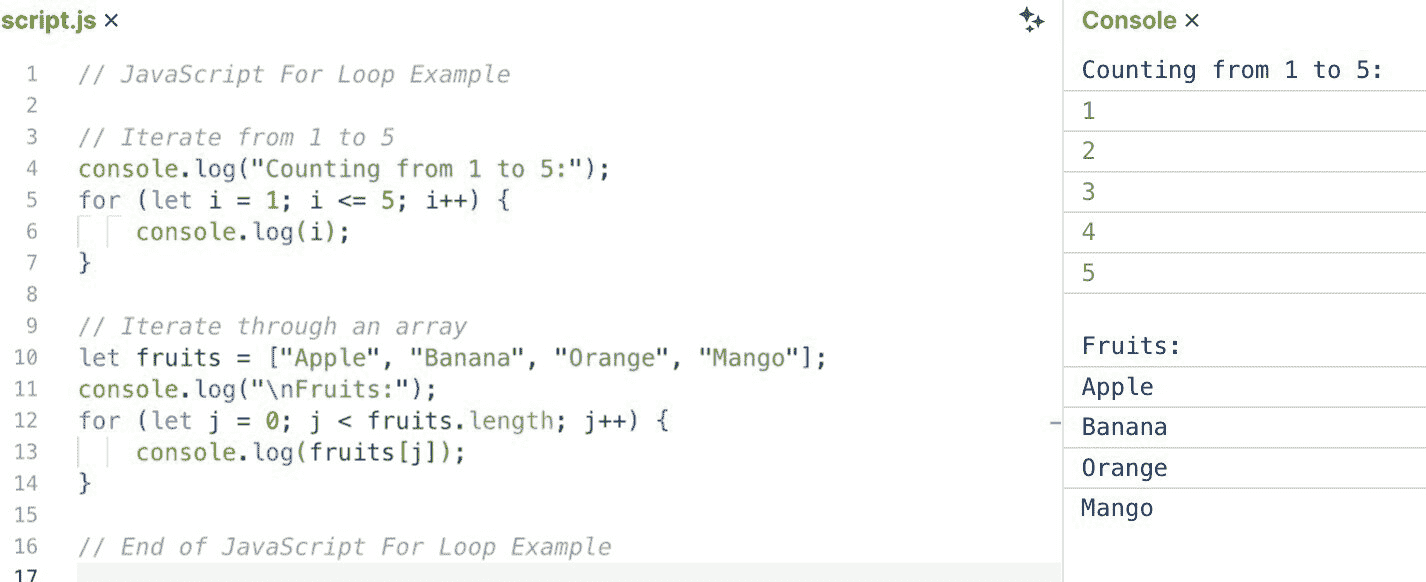 script.js ×
1 // JavaScript For Loop Example
2
3 // Iterate from 1 to 5
4 console.log("Counting from 1 to 5:");
5 for (let i = 1; i <= 5; i++) {
6     console.log(i);
7 }
8
9 // Iterate through an array
10 let fruits = ["Apple", "Banana", "Orange", "Mango"];
11 console.log("\nFruits:");
12 for (let j = 0; j < fruits.length; j++) {
13     console.log(fruits[j]);
14 }
15
16 // End of JavaScript For Loop Example
17
Console ×
Counting from 1 to 5:
1
2
3
4
5
Fruits:
Apple
Banana
Orange
Mango